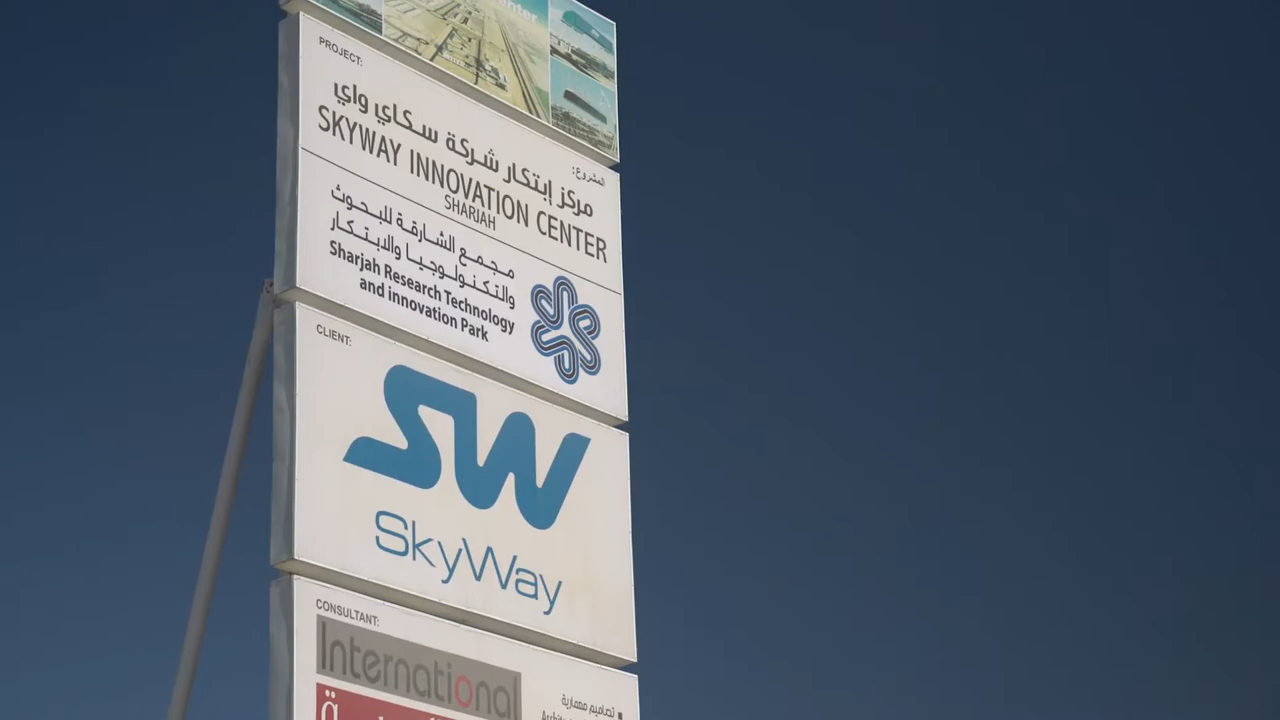 enter
PROJECT:
المشروع:
مركز إبتكار شركة سكاي واي
SKYWAY INNOVATION CENTER
SHARJAH
مجمع الشارقة للبحوث
والتكنولوجيا والابتكار
Sharjah Research Technology
and innovation Park
CLIENT:
SW
SkyWay
CONSULTANT:
International
تصاميم معمارية